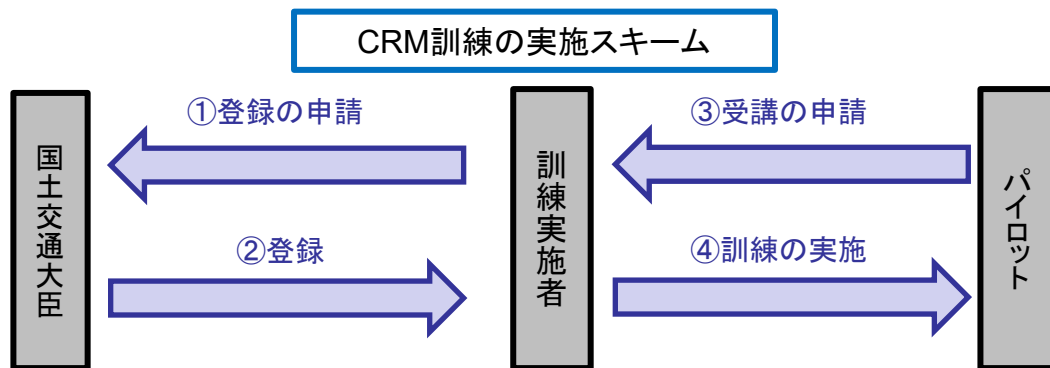 CRM訓練の実施スキーム
①登録の申請
③受講の申請
国土交通大臣
訓練実施者
パイロット
②登録
④訓練の実施